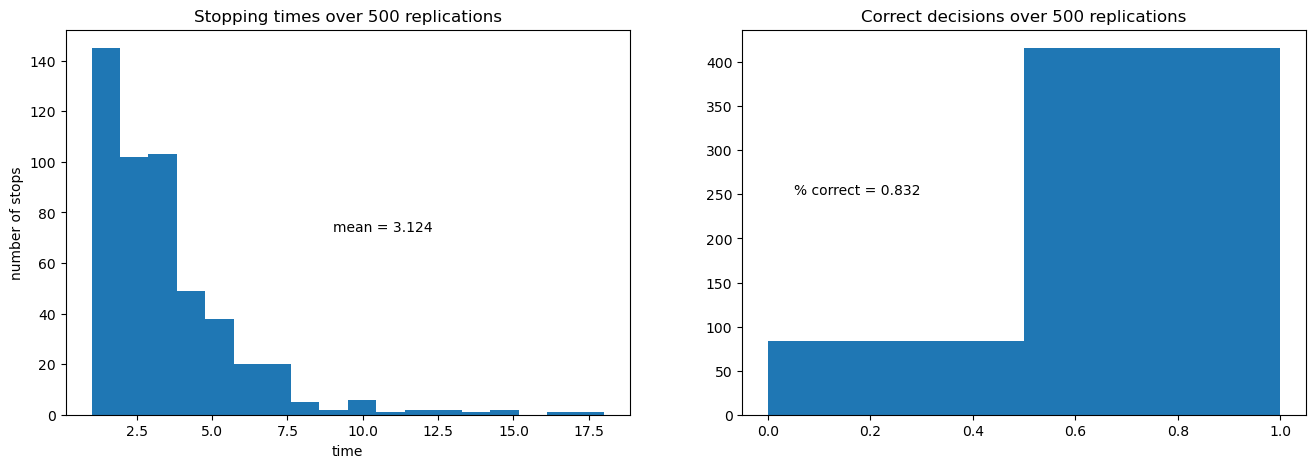 Stopping times over 500 replications
140
120
100
80
60
40
20
0
number of stops
mean = 3.124
2.5 5.0 7.5 10.0 12.5 15.0 17.5
time
Correct decisions over 500 replications
400
350
300
250
200
150
100
50
0
% correct = 0.832
0.0 0.2 0.4 0.6 0.8 1.0